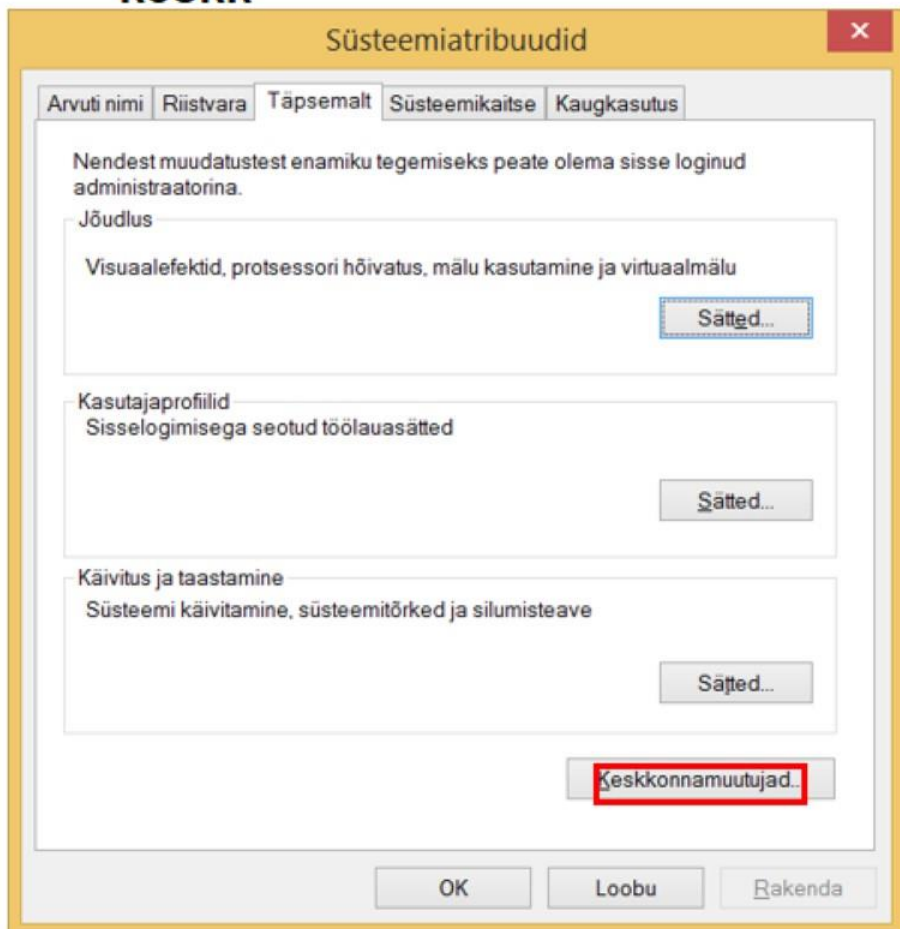 Süsteemiatribuudid
Arvuti nimi Riistvara Täpsemalt Süsteemikaitse Kaugkasutus
Nendest muudatustest enamiku tegemiseks peate olema sisse loginud
administraatorina.
Jõudlus
Visuaalefektid, protsessori hõivatus, mälu kasutamine ja virtuaalmälu
Sätted...
Kasutajaprofiilid
Sisselogimisega seotud töölauasätted
Sätted...
Käivitus ja taastamine
Süsteemi käivitamine, süsteemitõrked ja silumisteave
Sätted...
Keskkonnamuutujad...
OK Loobu Rakenda